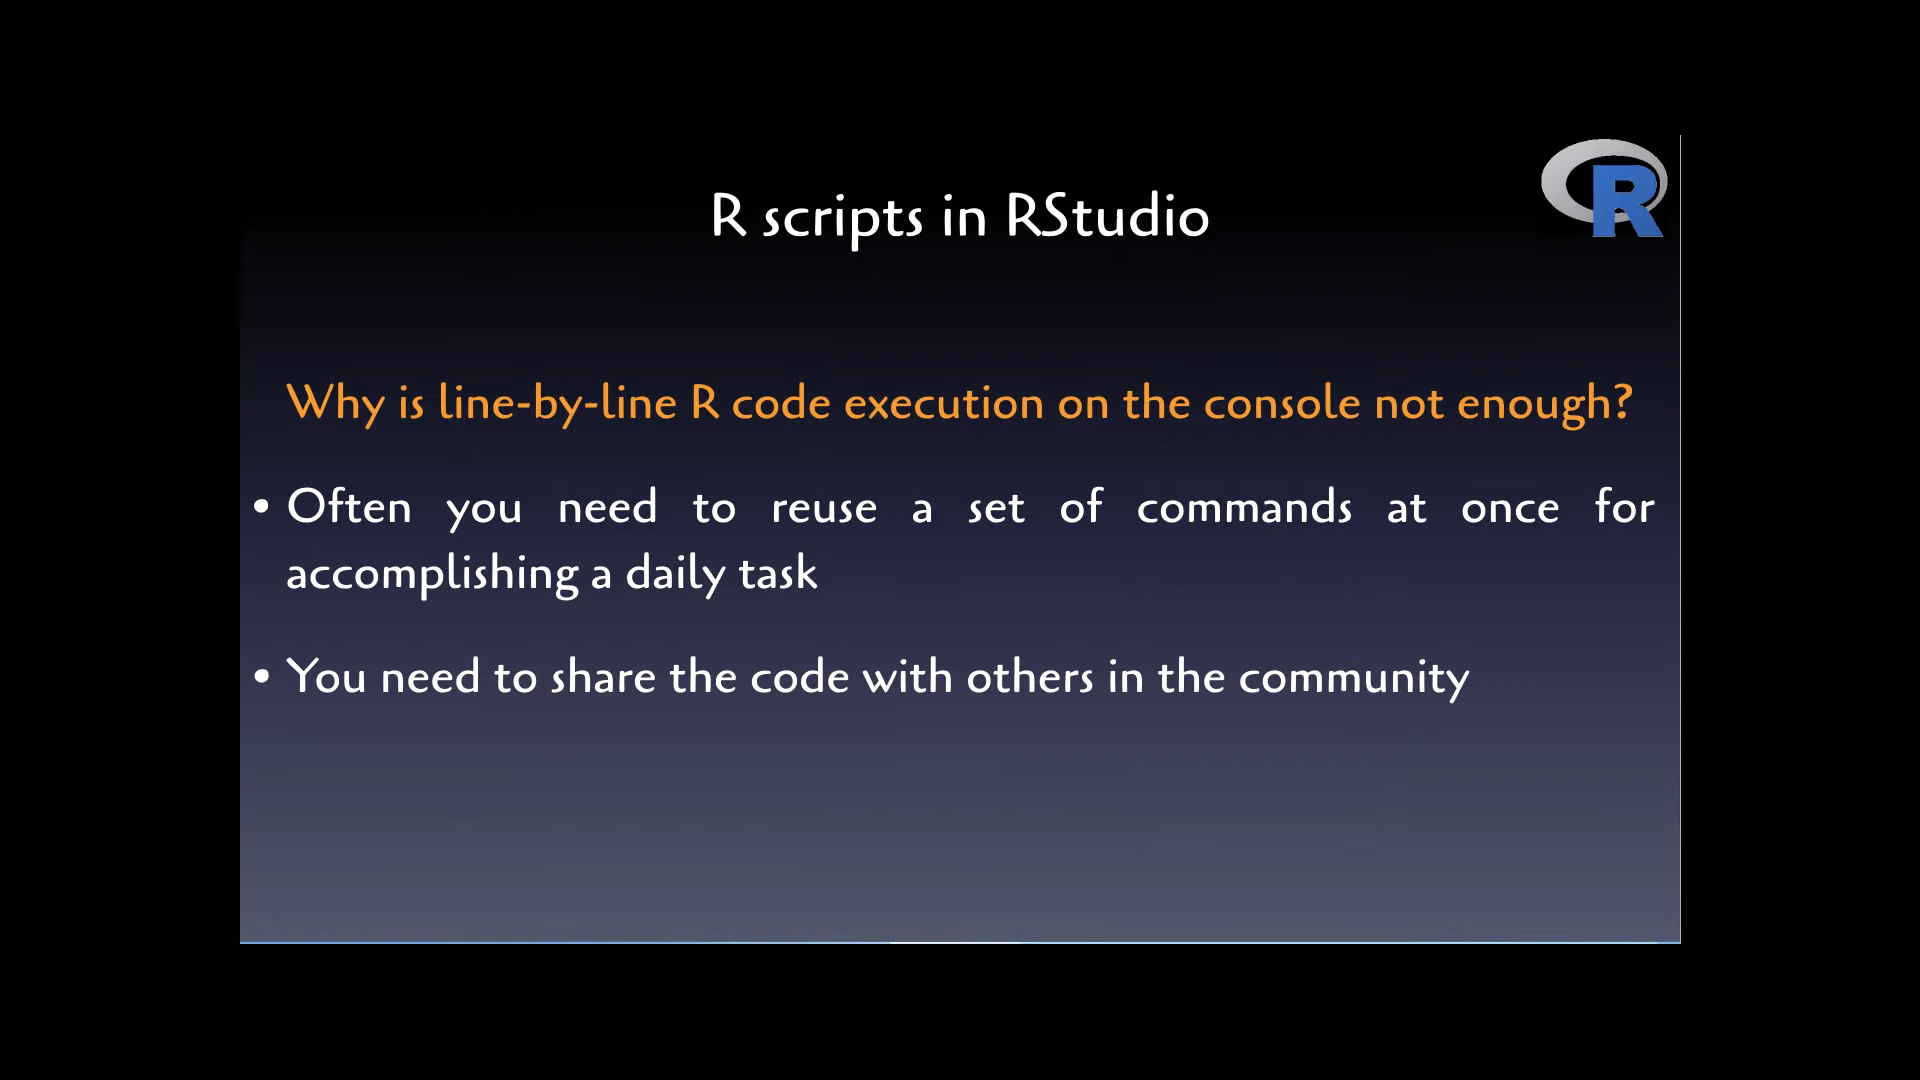 R scripts in RStudio
R
Why is line-by-line R code execution on the console not enough?
• Often you need to reuse a set of commands at once for
accomplishing a daily task
• You need to share the code with others in the community